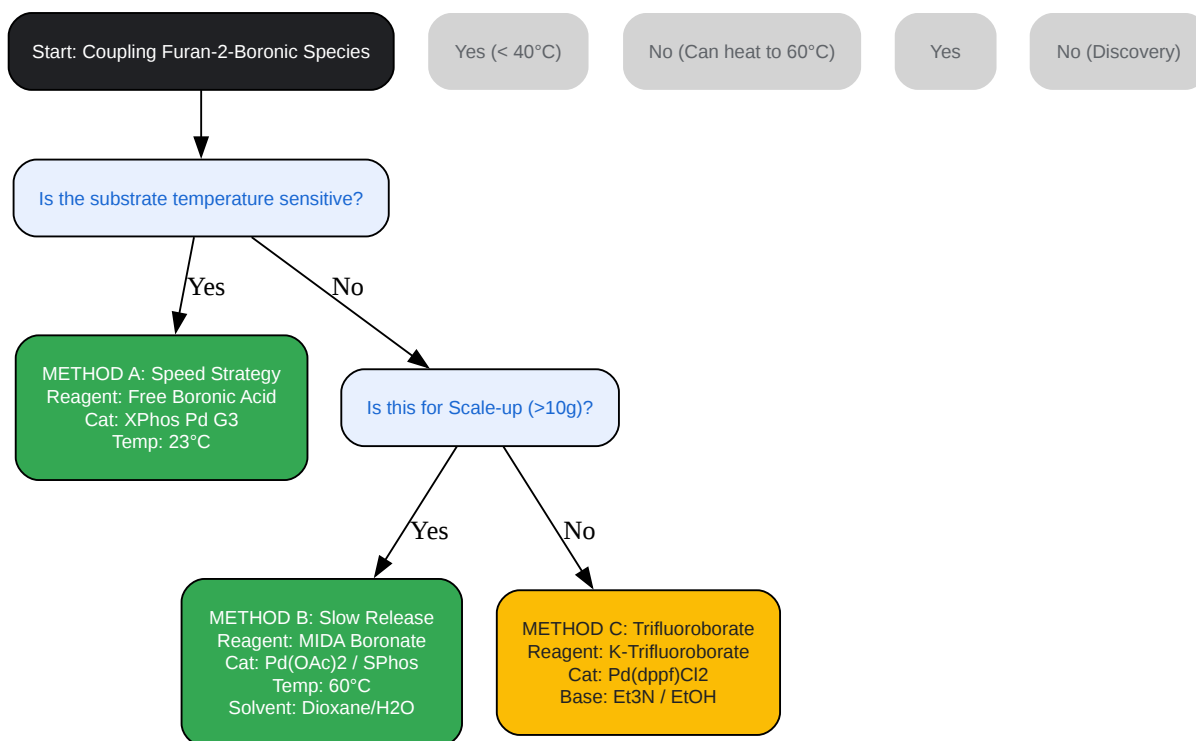 Start: Coupling Furan-2-Boronic Species
Yes (< 40°C)
No (Can heat to 60°C)
Yes
No (Discovery)
Is the substrate temperature sensitive?
Yes
No
METHOD A: Speed Strategy
Reagent: Free Boronic Acid
Cat: XPhos Pd G3
Temp: 23°C
Is this for Scale-up (>10g)?
Yes
No
METHOD B: Slow Release
Reagent: MIDA Boronate
Cat: Pd(OAc)2 / SPhos
Temp: 60°C
Solvent: Dioxane/H2O
METHOD C: Trifluoroborate
Reagent: K-Trifluoroborate
Cat: Pd(dppf)Cl2
Base: Et3N / EtOH